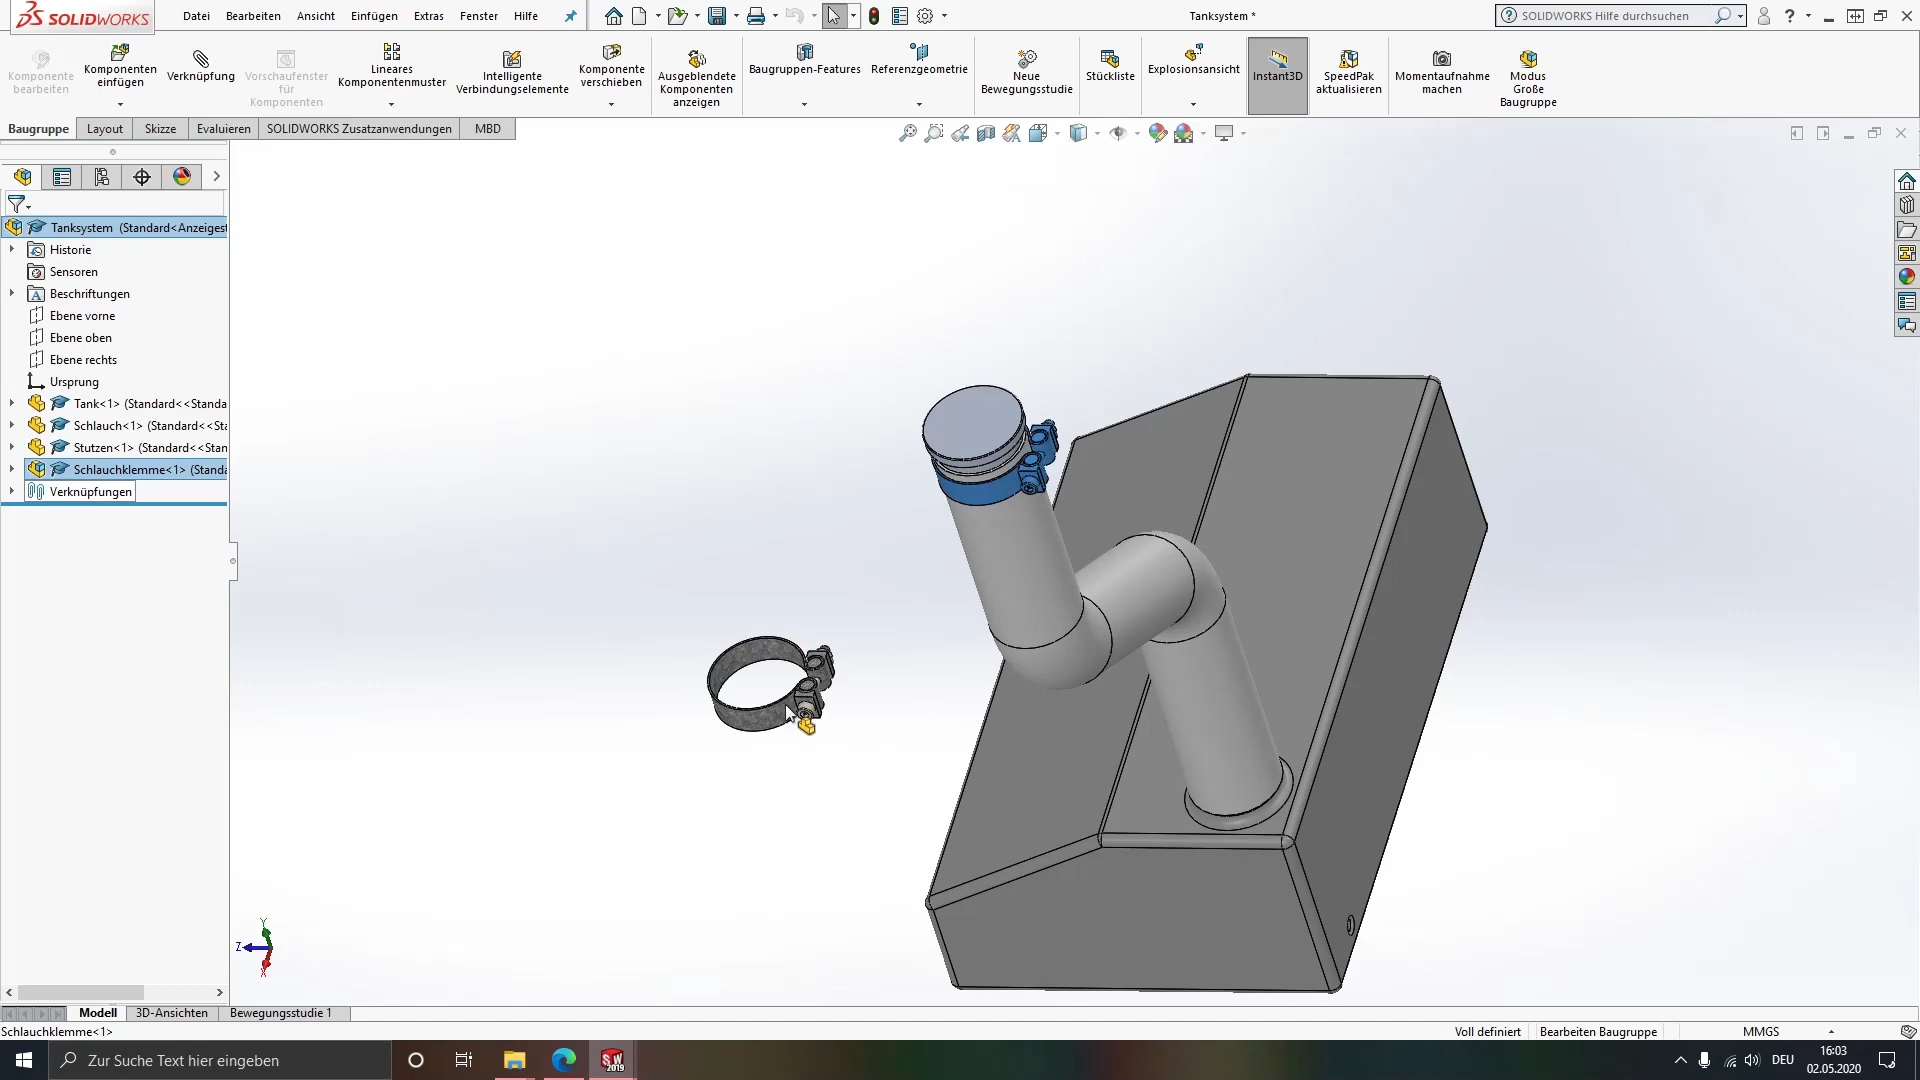 SOLIDWORKS
Datei Bearbeiten Ansicht Einfügen Extras Fenster Hilfe
Tanksystem *
SOLIDWORKS Hilfe durchsuchen
Komponente bearbeiten
Komponenten einfügen
Verknüpfung
Vorschaufenster für Komponenten
Lineares Komponentenmuster
Intelligente Verbindungselemente
Komponente verschieben
Ausgeblendete Komponenten anzeigen
Baugruppen-Features
Referenzgeometrie
Neue Bewegungsstudie
Stückliste
Explosionsansicht
Instant3D
SpeedPak aktualisieren
Momentaufnahme machen
Modus Große Baugruppe
Baugruppe Layout Skizze Evaluieren SOLIDWORKS Zusatzanwendungen MBD
Tanksystem (Standard<Anzeigest
Historie
Sensoren
Beschriftungen
Ebene vorne
Ebene oben
Ebene rechts
Ursprung
Tank<1> (Standard<<Standa
Schlauch<1> (Standard<<Sta
Stutzen<1> (Standard<<Stan
Schlauchklemme<1> (Standa
Verknüpfungen
Y
Z
X
Modell 3D-Ansichten Bewegungsstudie 1
Schlauchklemme<1>
Voll definiert Bearbeiten Baugruppe MMGS
Zur Suche Text hier eingeben
SW 2019
DEU
16:03
02.05.2020